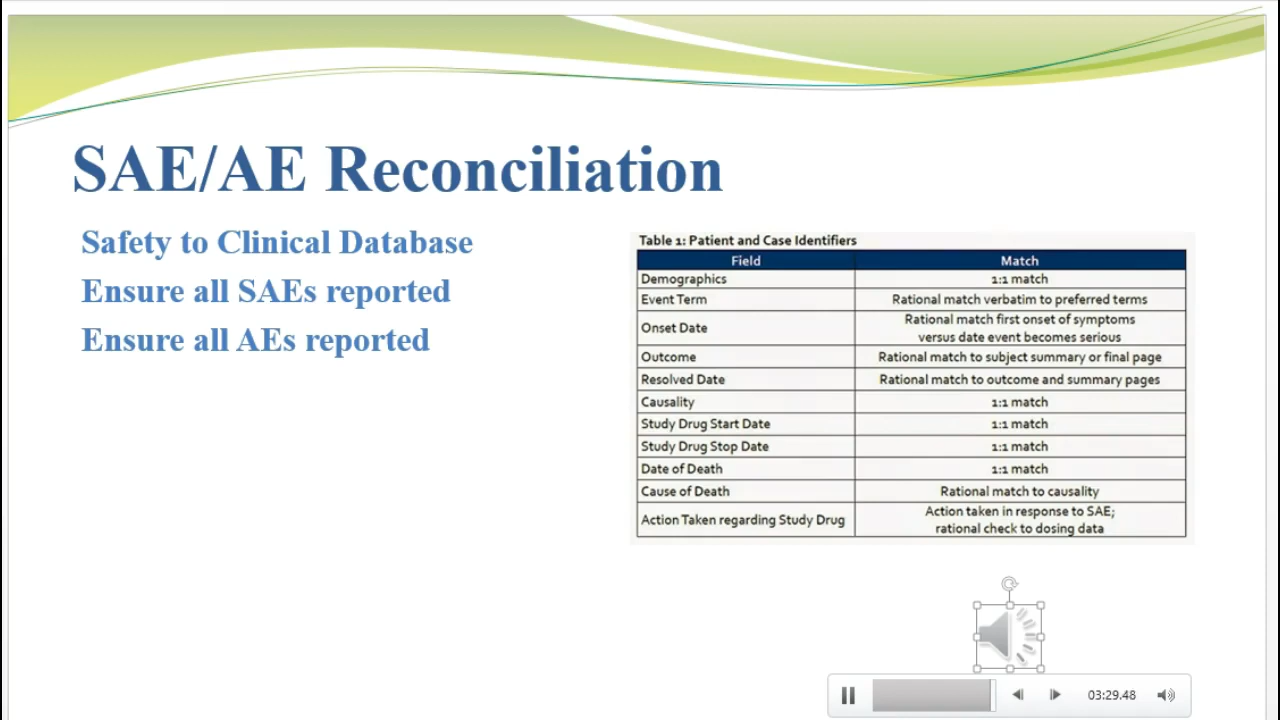 SAE/AE Reconciliation
Safety to Clinical Database
Ensure all SAEs reported
Ensure all AEs reported
Table 1: Patient and Case Identifiers
Field Match
Demographics 1:1 match
Event Term Rational match verbatim to preferred terms
Onset Date Rational match first onset of symptoms
versus date event becomes serious
Outcome Rational match to subject summary or final page
Resolved Date Rational match to outcome and summary pages
Causality 1:1 match
Study Drug Start Date 1:1 match
Study Drug Stop Date 1:1 match
Date of Death 1:1 match
Cause of Death Rational match to causality
Action Taken regarding Study Drug Action taken in response to SAE;
rational check to dosing data
03:29.48